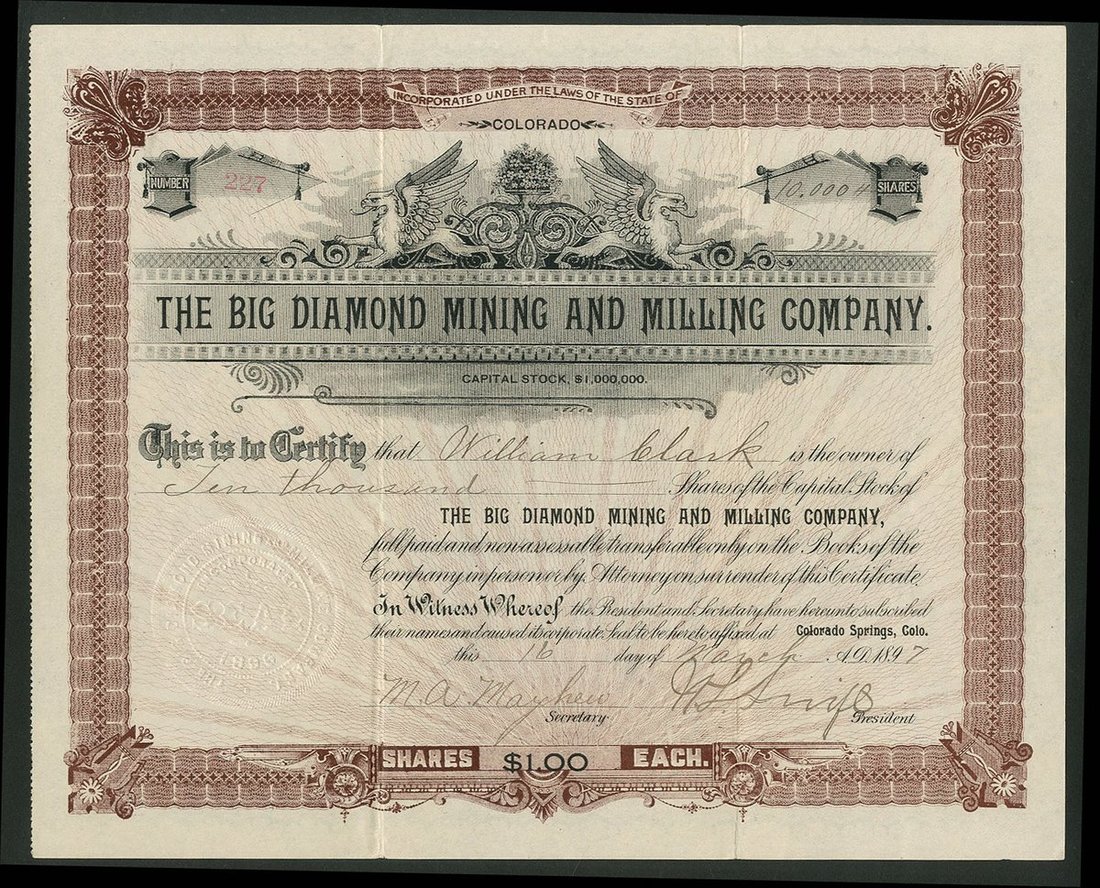 INCORPORATED UNDER THE LAWS OF THE STATE OF
COLORADO
NUMBER 227
10,000 SHARES
THE BIG DIAMOND MINING AND MILLING COMPANY.
CAPITAL STOCK, $1,000,000.
This is to Certify that William Clark is the owner of
Ten thousand Shares of the Capital Stock of
THE BIG DIAMOND MINING AND MILLING COMPANY,
full paid and non-assessable transferable only on the Books of the
Company in person or by Attorney on surrender of this Certificate.
In Witness Whereof the President and Secretary have hereunto subscribed
their names and caused its corporate Seal to be hereto affixed at Colorado Springs, Colo.
this 16 day of March A.D. 1897
M A Mayhew
Secretary
President
SHARES $1.00 EACH.
SEAL
1896